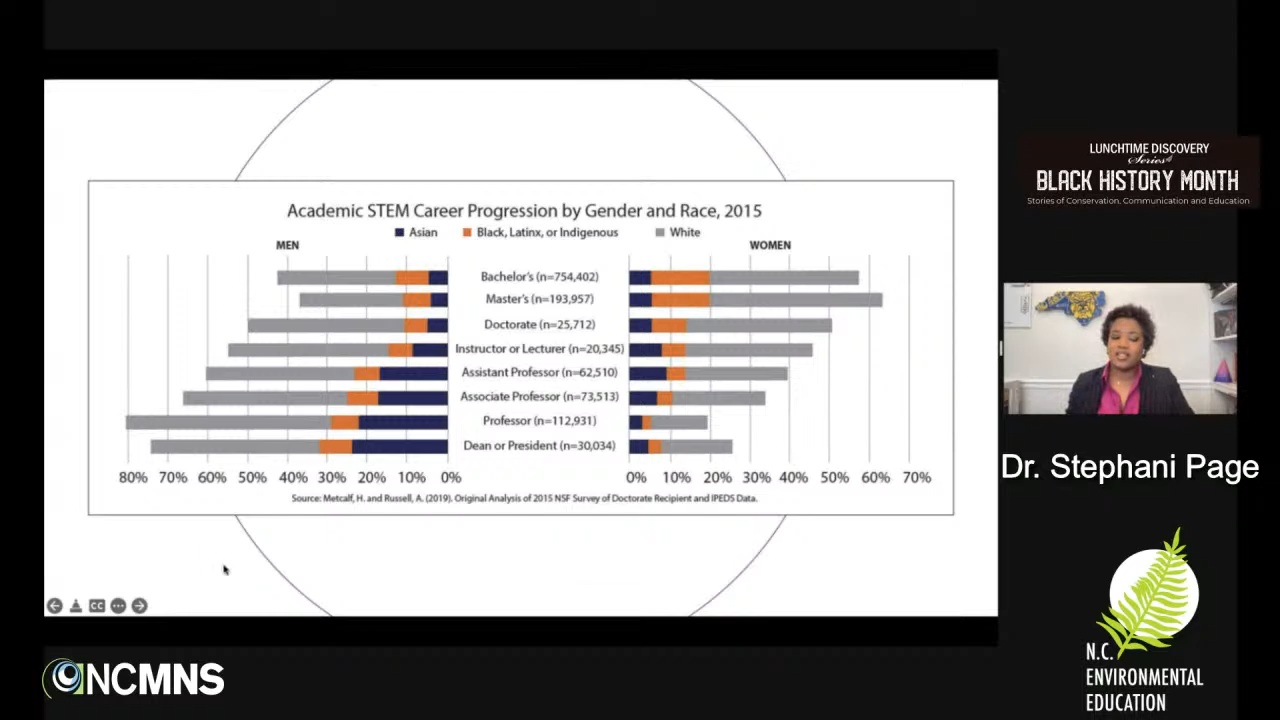 Academic STEM Career Progression by Gender and Race, 2015
Asian Black, Latinx, or Indigenous White
MEN WOMEN
Bachelor's (n=754,402)
Master's (n=193,957)
Doctorate (n=25,712)
Instructor or Lecturer (n=20,345)
Assistant Professor (n=62,510)
Associate Professor (n=73,513)
Professor (n=112,931)
Dean or President (n=30,034)
80% 70% 60% 50% 40% 30% 20% 10% 0% 0% 10% 20% 30% 40% 50% 60% 70%
Source: Metcalf, H. and Russell, A. (2019). Original Analysis of 2015 NSF Survey of Doctorate Recipient and IPEDS Data.
CC
LUNCHTIME DISCOVERY
Series
BLACK HISTORY MONTH
Stories of Conservation, Communication and Education
Dr. Stephani Page
NCMNS
N.C.
ENVIRONMENTAL
EDUCATION